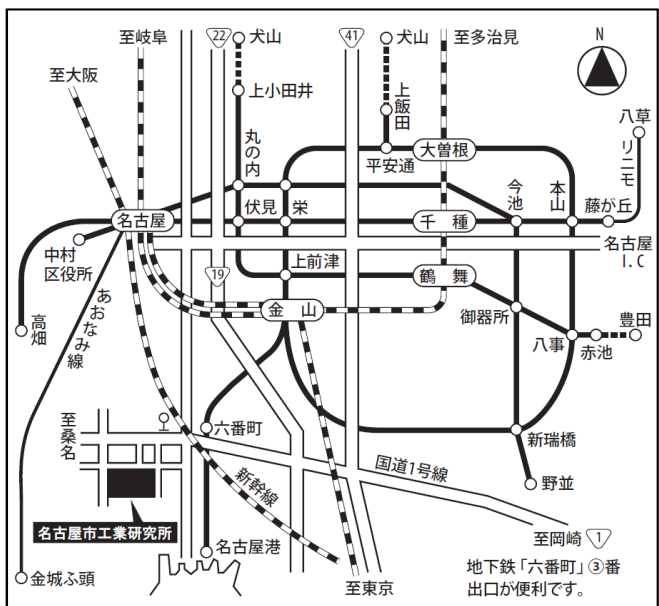 至岐阜
22
犬山
41
犬山
至多治見
N
至大阪
上小田井
上飯田
八草
リニモ
丸の内
平安通
大曽根
今池
本山
名古屋
伏見
栄
千種
藤が丘
中村
区役所
名古屋
I.C
19
上前津
鶴舞
あおなみ線
高畑
金山
御器所
八事
赤池
豊田
至桑名
六番町
新瑞橋
国道1号線
野並
新幹線
名古屋市工業研究所
名古屋港
至岡崎
1
金城ふ頭
至東京
地下鉄「六番町」③番
出口が便利です。